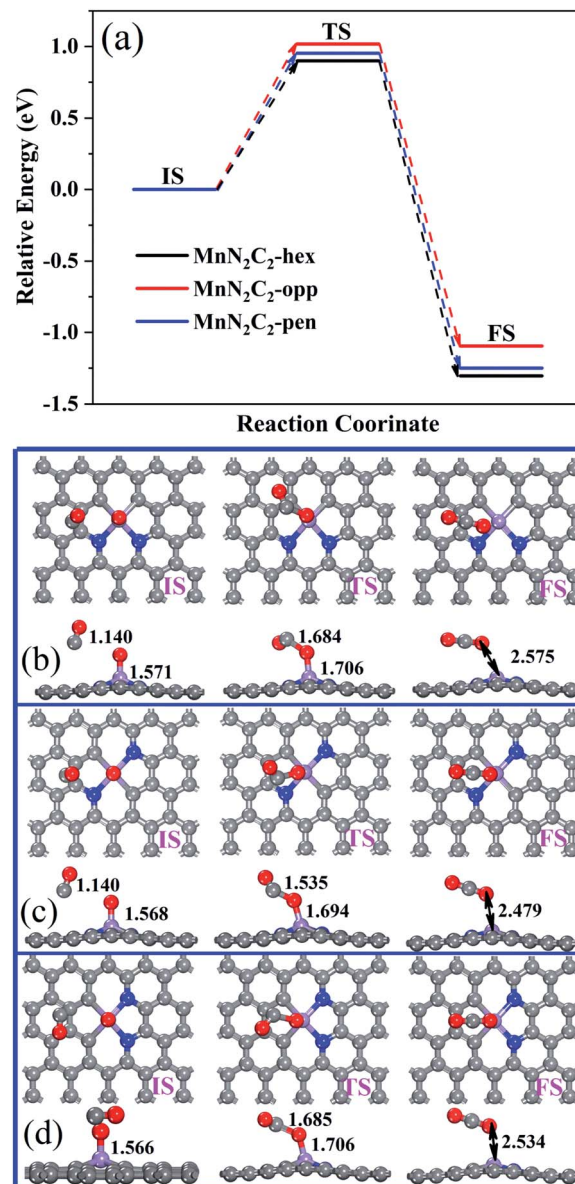 (a)
TS
IS
FS
Relative Energy (eV)
1.0
0.5
0.0
-0.5
-1.0
-1.5
MnN₂C₂-hex
MnN₂C₂-opp
MnN₂C₂-pen
Reaction Coorinate
IS
TS
FS
(b)
1.140
1.571
1.684
1.706
2.575
IS
TS
FS
(c)
1.140
1.568
1.535
1.694
2.479
IS
TS
FS
(d)
1.566
1.685
1.706
2.534